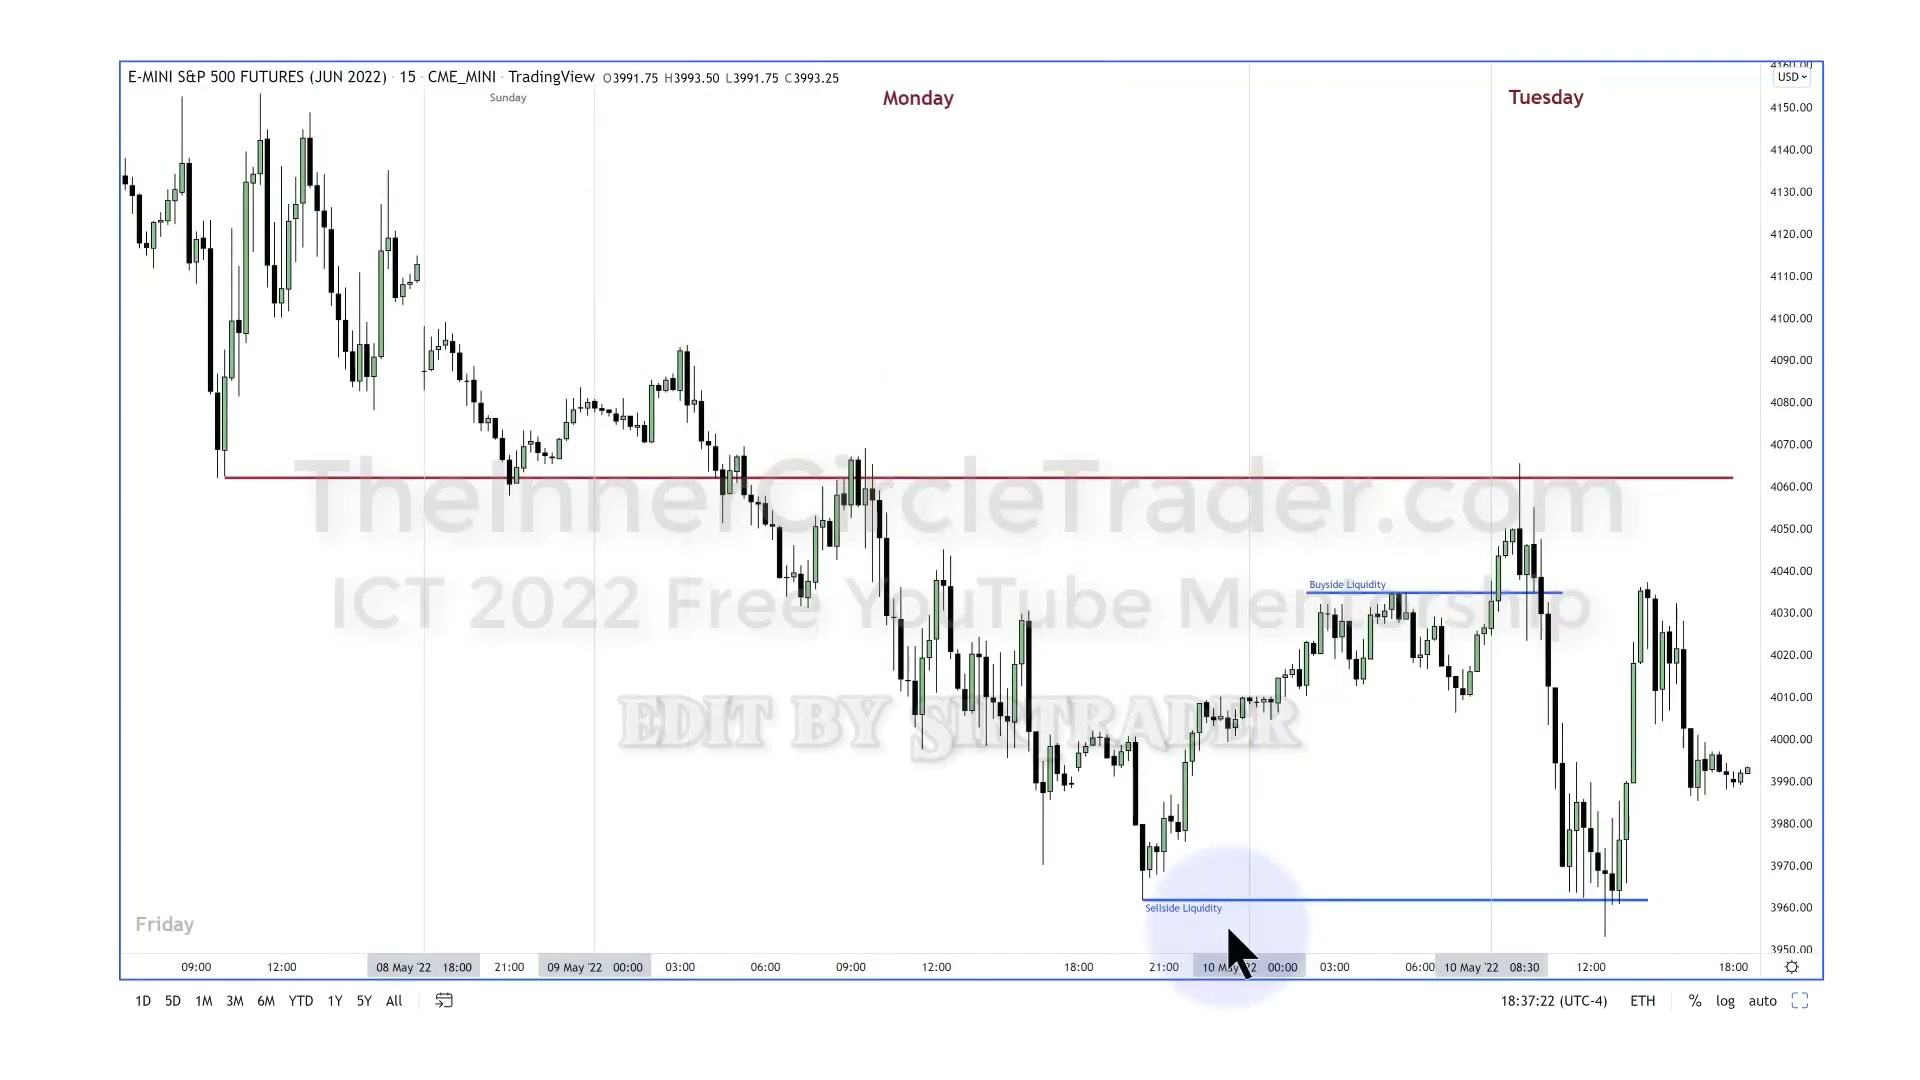 E-MINI S&P 500 FUTURES (JUN 2022) · 15 · CME_MINI · TradingView O3991.75 H3993.50 L3991.75 C3993.25
USD
Sunday
Monday
Tuesday
4160.00
4150.00
4140.00
4130.00
4120.00
4110.00
4100.00
4090.00
4080.00
4070.00
4060.00
4050.00
4040.00
4030.00
4020.00
4010.00
4000.00
3990.00
3980.00
3970.00
3960.00
3950.00
TheInnerCircleTrader.com
Buyside Liquidity
ICT 2022 Free YouTube Mentorship
EDIT BY
Sellside Liquidity
Friday
09:00 12:00 08 May '22 18:00 21:00 09 May '22 00:00 03:00 06:00 09:00 12:00 18:00 21:00 10 May '22 00:00 03:00 06:00 10 May '22 08:30 12:00 18:00
1D 5D 1M 3M 6M YTD 1Y 5Y All 18:37:22 (UTC-4) ETH % log auto